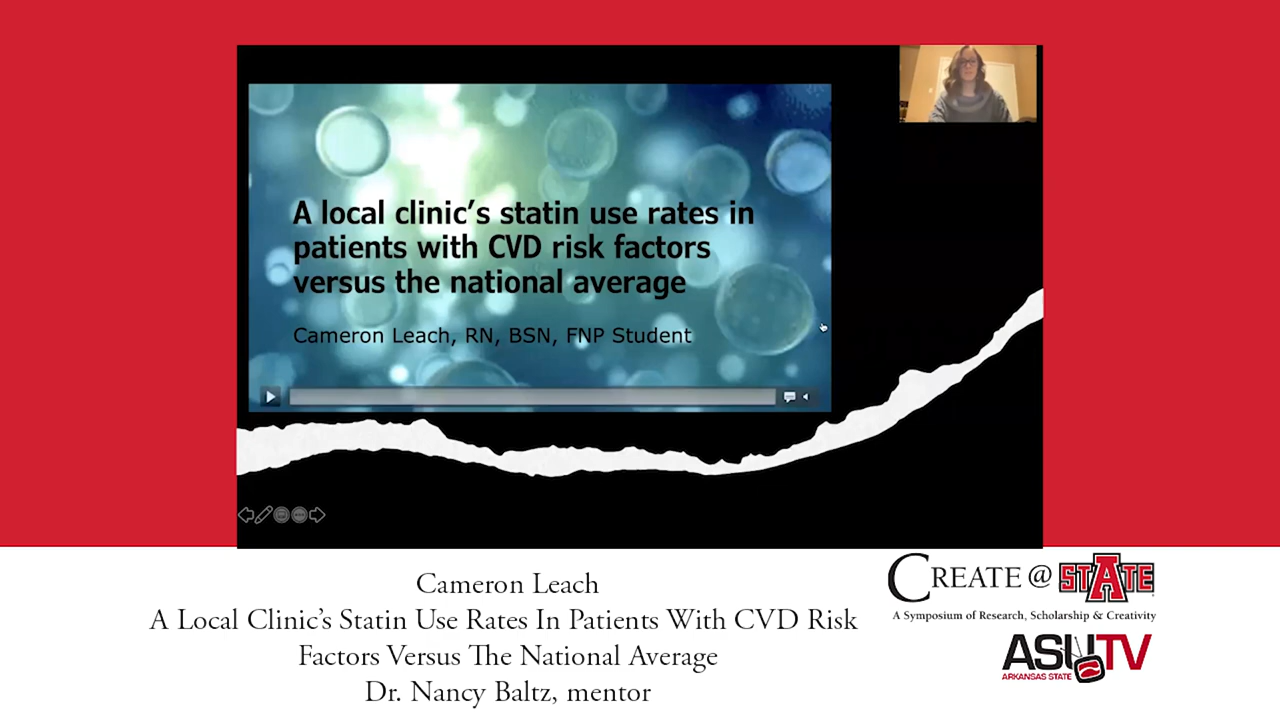 A local clinic's statin use rates in
patients with CVD risk factors
versus the national average
Cameron Leach, RN, BSN, FNP Student
Cameron Leach
A Local Clinic's Statin Use Rates In Patients With CVD Risk
Factors Versus The National Average
Dr. Nancy Baltz, mentor
CREATE @ STATE
A Symposium of Research, Scholarship & Creativity
ASU TV
ARKANSAS STATE